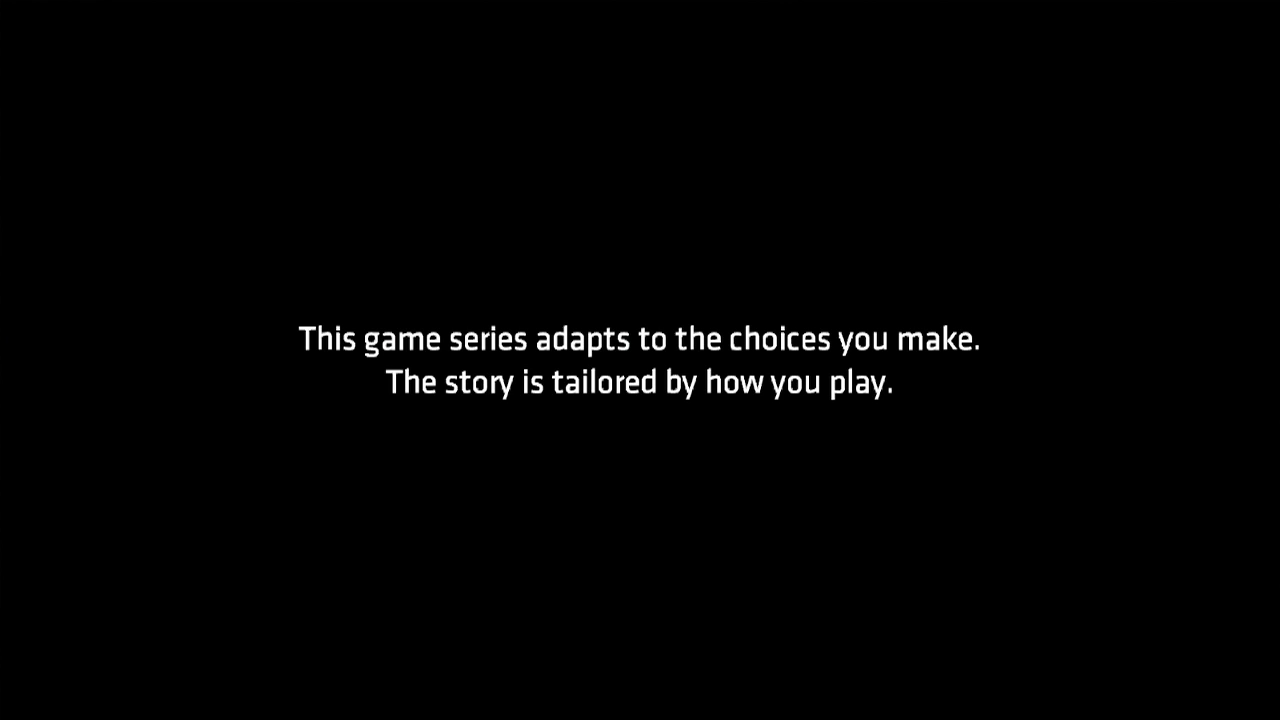 This game series adapts to the choices you make.
The story is tailored by how you play.